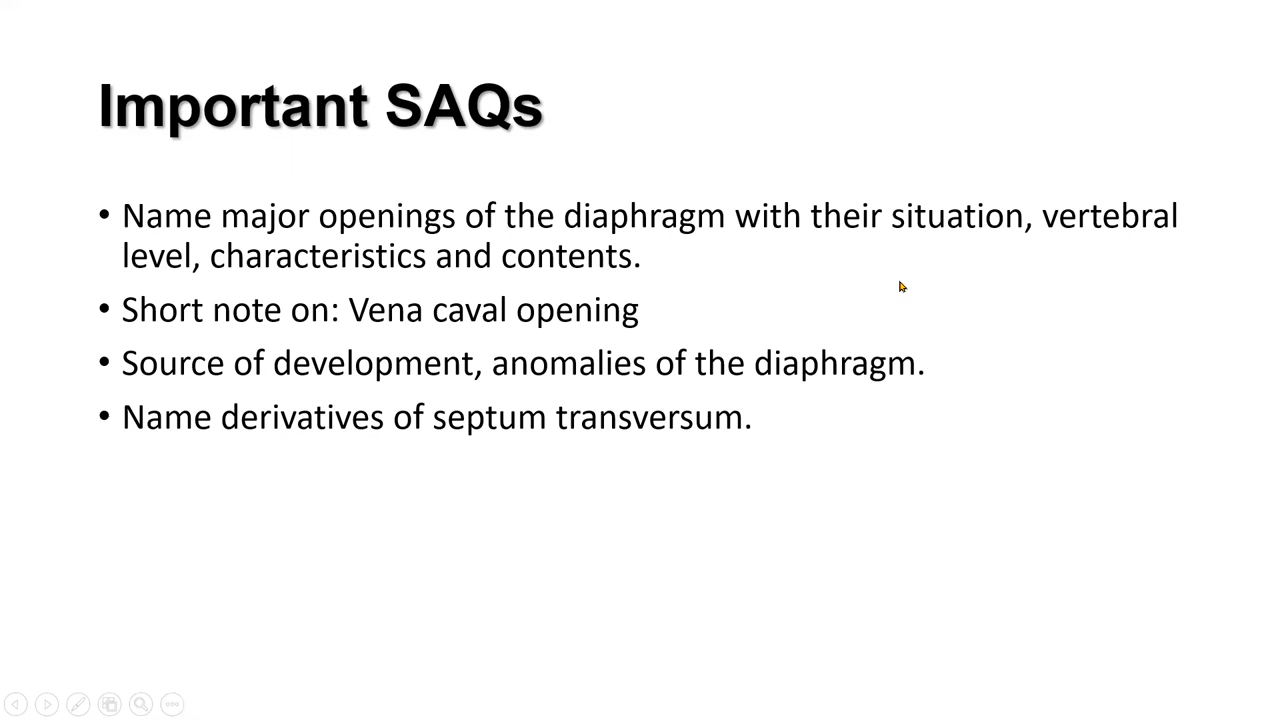 Important SAQs
• Name major openings of the diaphragm with their situation, vertebral
level, characteristics and contents.
• Short note on: Vena caval opening
• Source of development, anomalies of the diaphragm.
• Name derivatives of septum transversum.